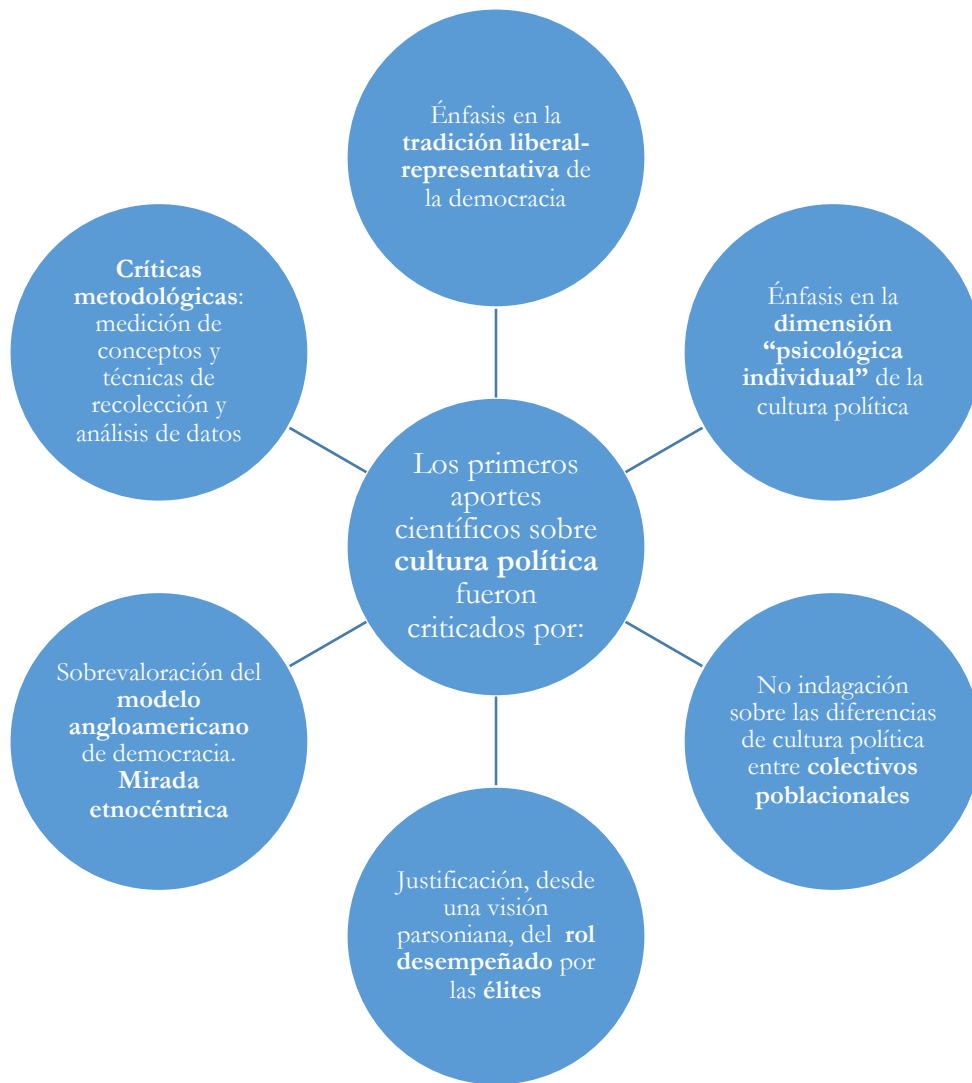 Énfasis en la
tradición liberal-
representativa de
la democracia
Críticas
metodológicas:
medición de
conceptos y
técnicas de
recolección y
análisis de datos
Énfasis en la
dimensión
“psicológica
individual” de la
cultura política
Los primeros
aportes
científicos sobre
cultura política
fueron
criticados por:
Sobrevaloración del
modelo
angloamericano
de democracia.
Mirada
etnocéntrica
No indagación
sobre las diferencias
de cultura política
entre colectivos
poblacionales
Justificación, desde
una visión
parsoniana, del rol
desempeñado por
las élites